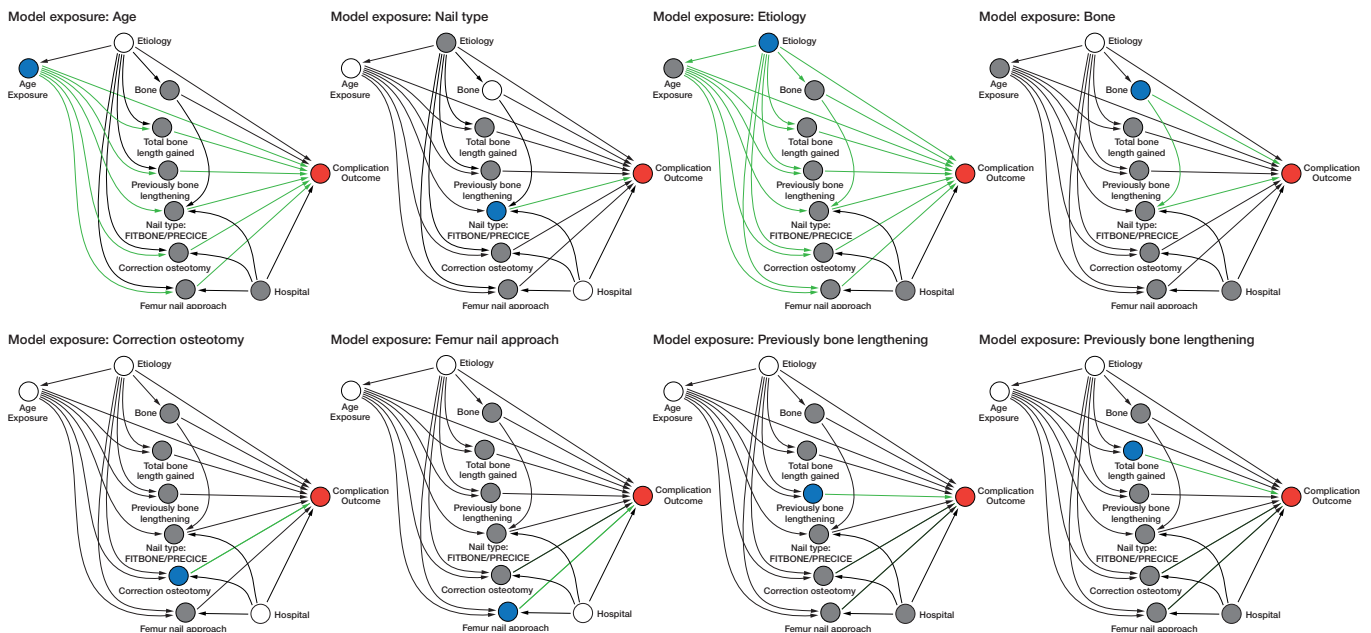 Model exposure: Age
Etiology
Age
Exposure
Bone
Total bone
length gained
Complication
Outcome
Previously bone
lengthening
Nail type:
FITBONE/PRECICE
Correction osteotomy
Hospital
Femur nail approach
Model exposure: Nail type
Etiology
Age
Exposure
Bone
Total bone
length gained
Complication
Outcome
Previously bone
lengthening
Nail type:
FITBONE/PRECICE
Correction osteotomy
Hospital
Femur nail approach
Model exposure: Etiology
Etiology
Age
Exposure
Bone
Total bone
length gained
Complication
Outcome
Previously bone
lengthening
Nail type:
FITBONE/PRECICE
Correction osteotomy
Hospital
Femur nail approach
Model exposure: Bone
Etiology
Age
Exposure
Bone
Total bone
length gained
Complication
Outcome
Previously bone
lengthening
Nail type:
FITBONE/PRECICE
Correction osteotomy
Hospital
Femur nail approach
Model exposure: Correction osteotomy
Etiology
Age
Exposure
Bone
Total bone
length gained
Complication
Outcome
Previously bone
lengthening
Nail type:
FITBONE/PRECICE
Correction osteotomy
Hospital
Femur nail approach
Model exposure: Femur nail approach
Etiology
Age
Exposure
Bone
Total bone
length gained
Complication
Outcome
Previously bone
lengthening
Nail type:
FITBONE/PRECICE
Correction osteotomy
Hospital
Femur nail approach
Model exposure: Previously bone lengthening
Etiology
Age
Exposure
Bone
Total bone
length gained
Complication
Outcome
Previously bone
lengthening
Nail type:
FITBONE/PRECICE
Correction osteotomy
Hospital
Femur nail approach
Model exposure: Previously bone lengthening
Etiology
Age
Exposure
Bone
Total bone
length gained
Complication
Outcome
Previously bone
lengthening
Nail type:
FITBONE/PRECICE
Correction osteotomy
Hospital
Femur nail approach